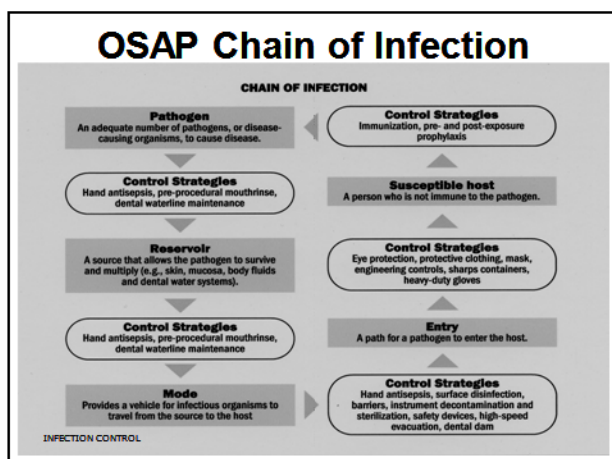 OSAP Chain of Infection
CHAIN OF INFECTION
Pathogen
An adequate number of pathogens, or disease-
causing organisms, to cause disease.
Control Strategies
Hand antisepsis, pre-procedural mouthrinse,
dental waterline maintenance
Reservoir
A source that allows the pathogen to survive
and multiply (e.g., skin, mucosa, body fluids
and dental water systems).
Control Strategies
Hand antisepsis, pre-procedural mouthrinse,
dental waterline maintenance
Mode
Provides a vehicle for infectious organisms to
travel from the source to the host
Control Strategies
Hand antisepsis, surface disinfection,
barriers, instrument decontamination and
sterilization, safety devices, high-speed
evacuation, dental dam
Entry
A path for a pathogen to enter the host.
Control Strategies
Eye protection, protective clothing, mask,
engineering controls, sharps containers,
heavy-duty gloves
Susceptible host
A person who is not immune to the pathogen.
Control Strategies
Immunization, pre- and post-exposure
prophylaxis
INFECTION CONTROL